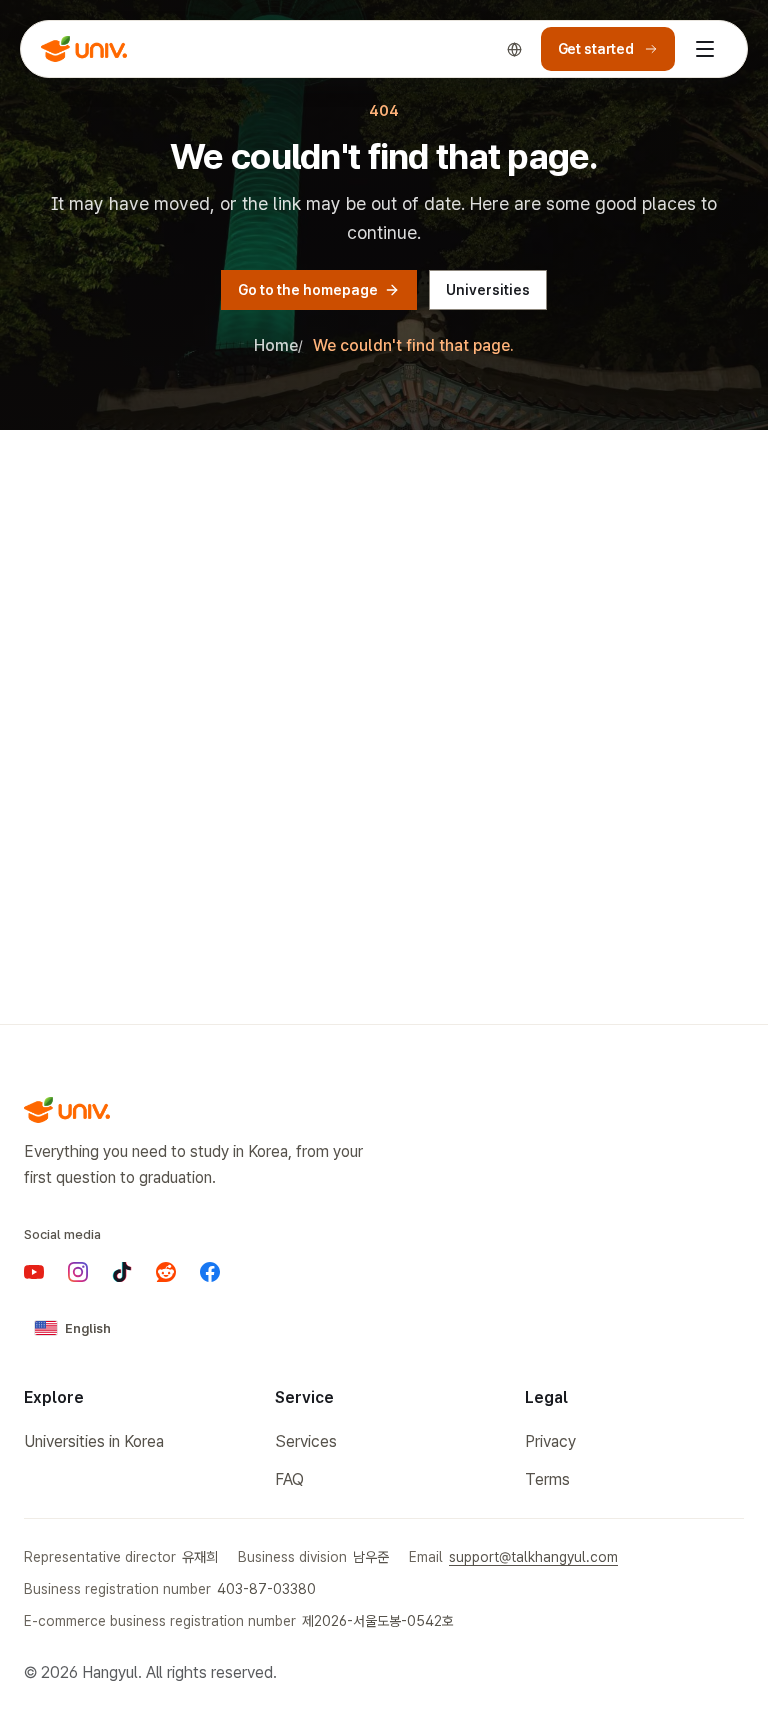 UNIV.
Get started
404
We couldn't find that page.
It may have moved, or the link may be out of date. Here are some good places to
continue.
Go to the homepage
Universities
Home/ We couldn't find that page.
UNIV.
Everything you need to study in Korea, from your
first question to graduation.
Social media
English
Explore
Service
Legal
Universities in Korea
Services
Privacy
FAQ
Terms
Representative director 유재희 Business division 남우준 Email support@talkhangyul.com
Business registration number 403-87-03380
E-commerce business registration number 제2026-서울도봉-0542호
© 2026 Hangyul. All rights reserved.